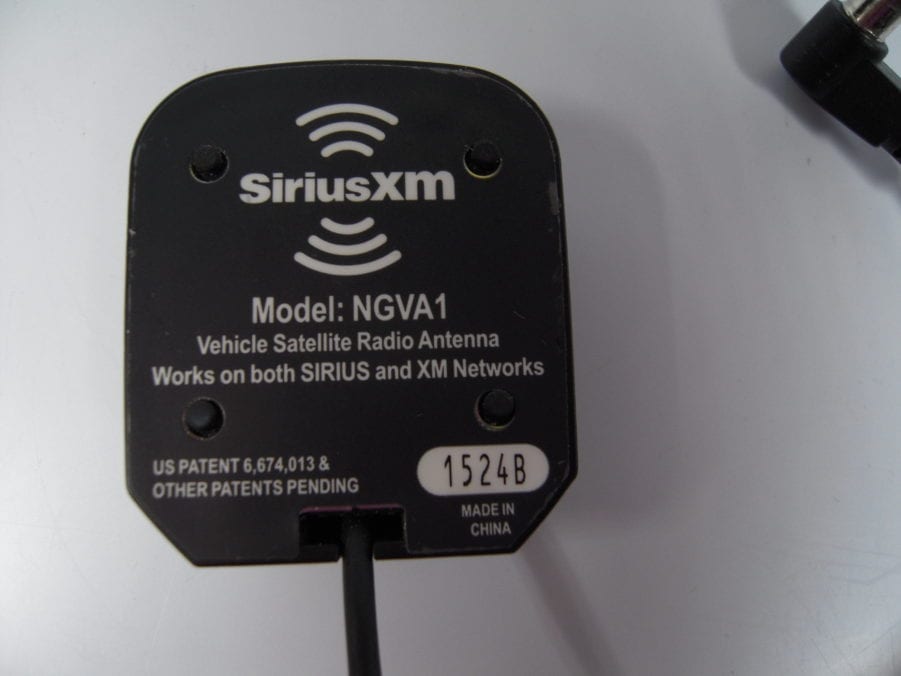 SiriusXm
Model: NGVA1
Vehicle Satellite Radio Antenna
Works on both SIRIUS and XM Networks
US PATENT 6,674,013 &
OTHER PATENTS PENDING
1524B
MADE IN
CHINA